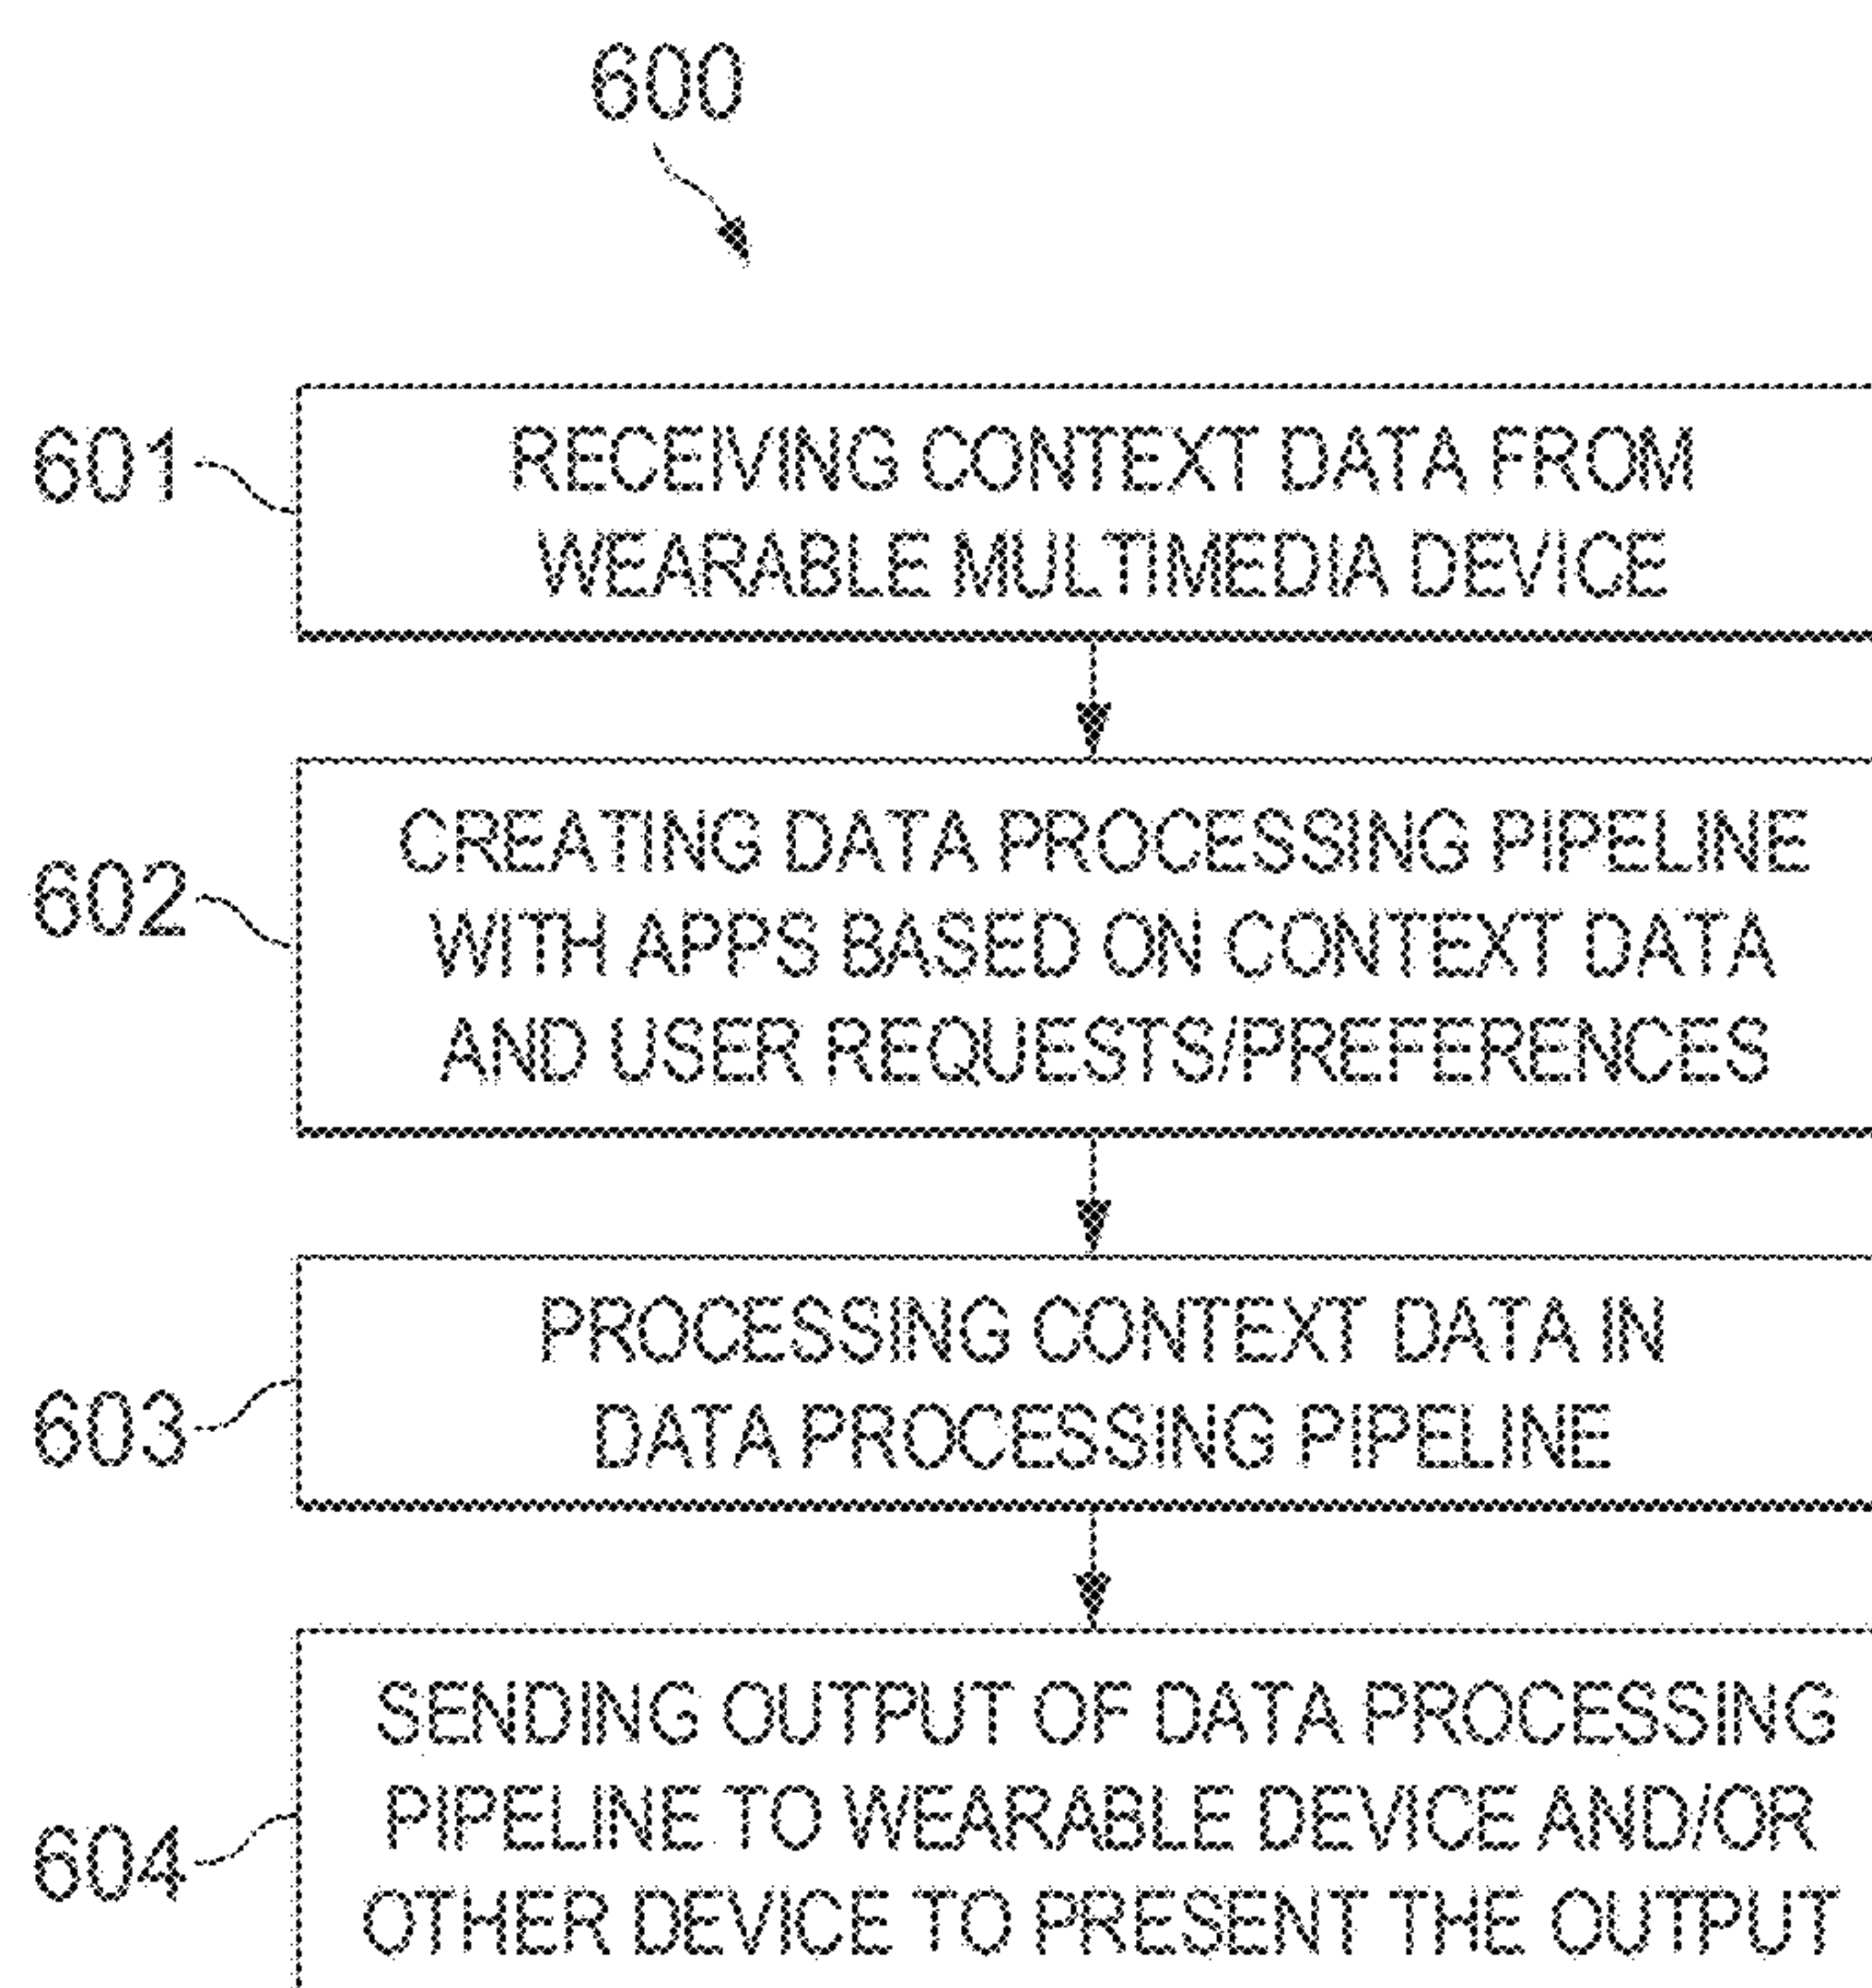 600
601
RECEIVING CONTEXT DATA FROM
WEARABLE MULTIMEDIA DEVICE
602
CREATING DATA PROCESSING PIPELINE
WITH APPS BASED ON CONTEXT DATA
AND USER REQUESTS/PREFERENCES
603
PROCESSING CONTEXT DATA IN
DATA PROCESSING PIPELINE
604
SENDING OUTPUT OF DATA PROCESSING
PIPELINE TO WEARABLE DEVICE AND/OR
OTHER DEVICE TO PRESENT THE OUTPUT